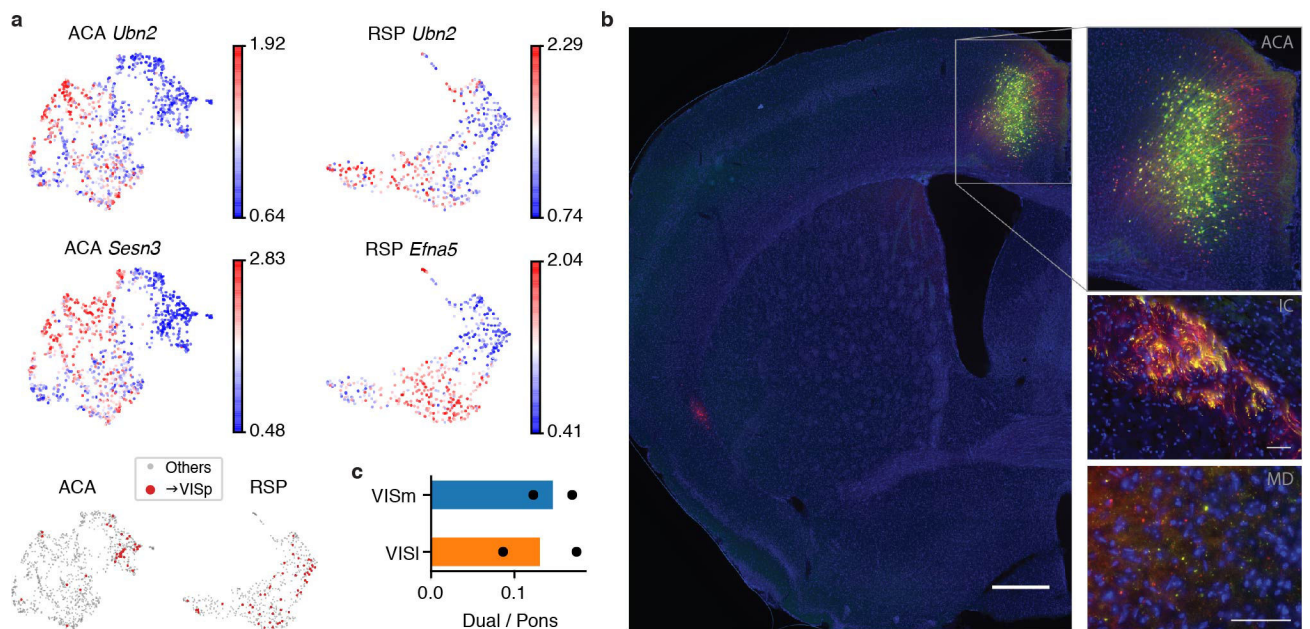 a
ACA Ubn2
1.92
0.64
RSP Ubn2
2.29
0.74
ACA Sesn3
2.83
0.48
RSP Efna5
2.04
0.41
Others
→VISp
ACA
RSP
c
VISm
VISl
0.0
0.1
Dual / Pons
b
ACA
IC
MD